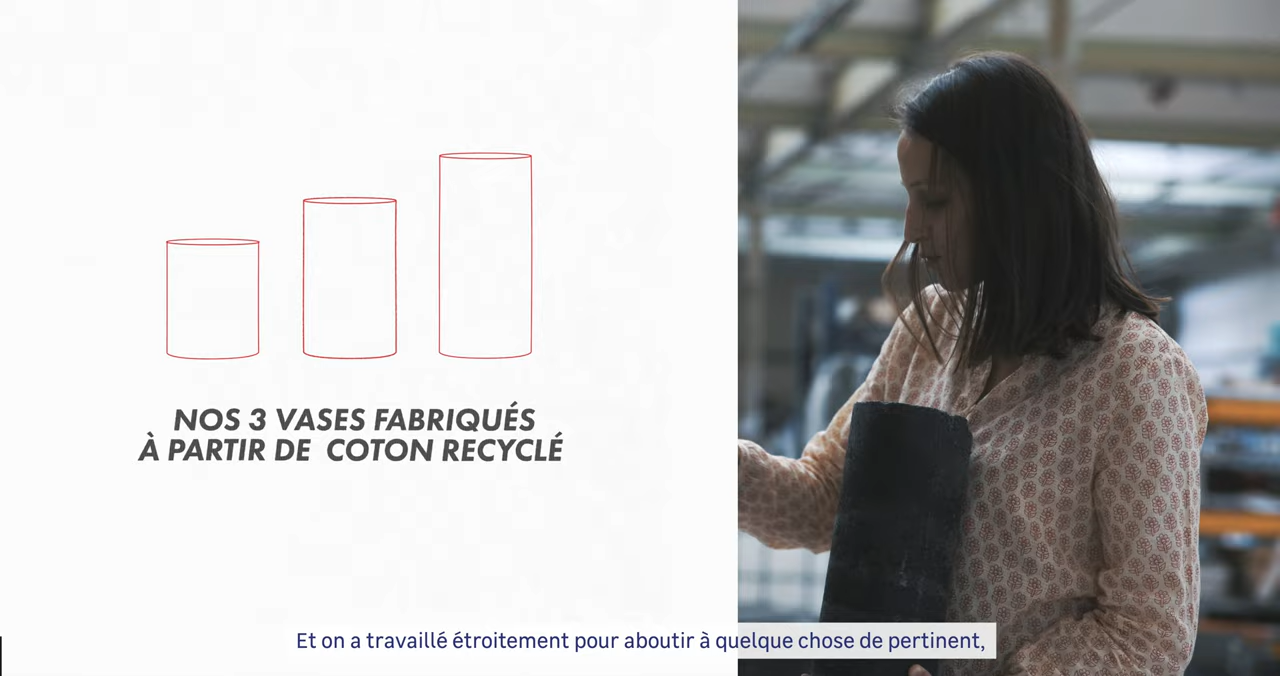 NOS 3 VASES FABRIQUÉS
À PARTIR DE COTON RECYCLÉ
Et on a travaillé étroitement pour aboutir à quelque chose de pertinent,